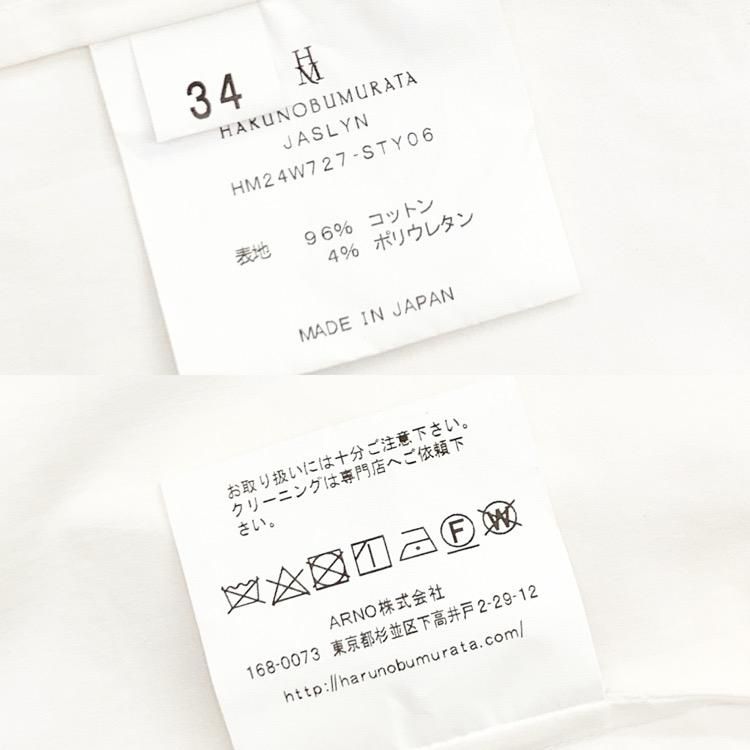 34
HM
HARUNOBUMURATA
JASLYN
HM24W727-STY06
表地 96% コットン
4% ポリウレタン
MADE IN JAPAN
お取り扱いには十分ご注意下さい。
クリーニングは専門店へご依頼下
さい。
F W
ARNO株式会社
168-0073 東京都杉並区下高井戸2-29-12
http://harunobumurata.com/